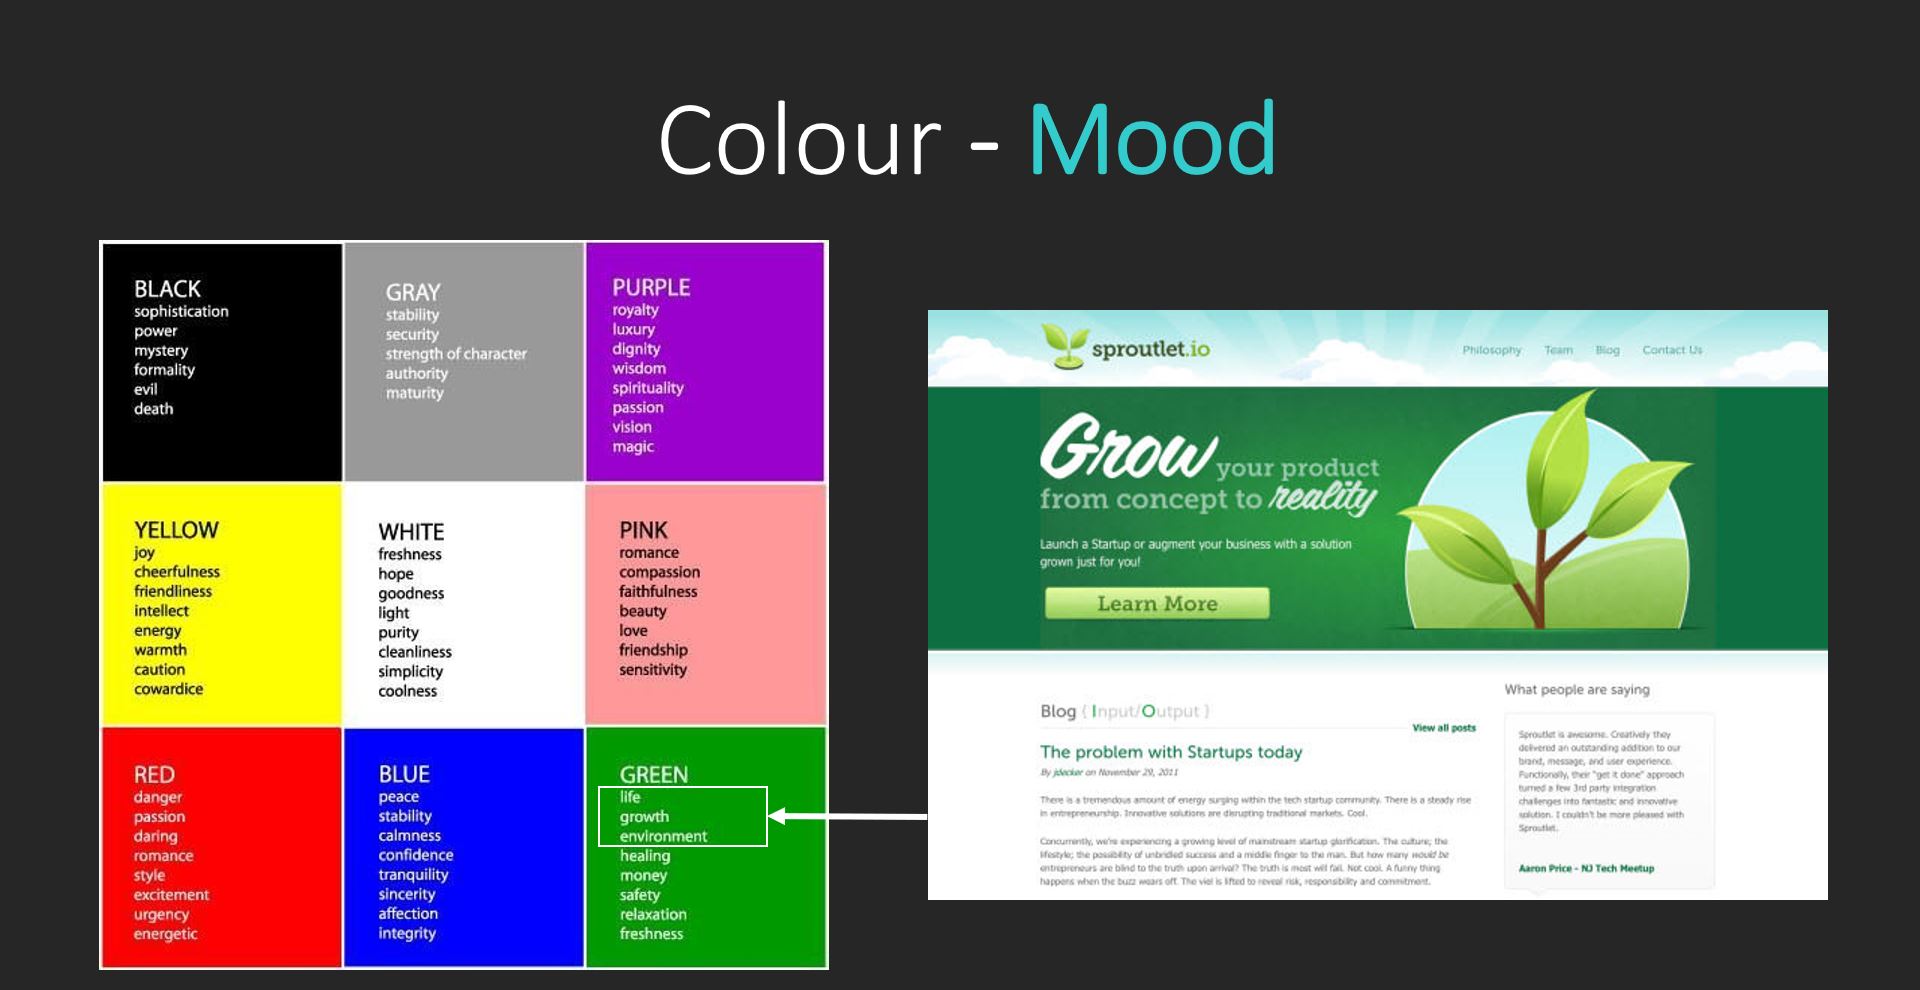 Colour - Mood
BLACK
sophistication
power
mystery
formality
evil
death
GRAY
stability
security
strength of character
authority
maturity
PURPLE
royalty
luxury
dignity
wisdom
spirituality
passion
vision
magic
YELLOW
joy
cheerfulness
friendliness
intellect
energy
warmth
caution
cowardice
WHITE
freshness
hope
goodness
light
purity
cleanliness
simplicity
coolness
PINK
romance
compassion
faithfulness
beauty
love
friendship
sensitivity
RED
danger
passion
daring
romance
style
excitement
urgency
energetic
BLUE
peace
stability
calmness
confidence
tranquility
sincerity
affection
integrity
GREEN
life
growth
environment
healing
money
safety
relaxation
freshness
sproutlet.io
Philosophy Team Blog Contact Us
Grow your product
from concept to reality
Launch a Startup or augment your business with a solution
grown just for you!
Learn More
Blog { Input/Output }
View all posts
The problem with Startups today
By jdecker on November 29, 2011
There is a tremendous amount of energy surging within the tech startup community. There is a steady rise
in entrepreneurship. Innovative solutions are disrupting traditional markets. Cool.
Concurrently, we're experiencing a growing level of mainstream startup glorification. The culture; the
lifestyle; the possibility of unbridled success and a middle finger to the man. But how many would be
entrepreneurs are blind to the truth upon arrival? The truth is most will fail. Not cool. A funny thing
happens when the buzz wears off. The viel is lifted to reveal risk, responsibility and commitment.
What people are saying
Sproutlet is awesome. Creatively they
delivered an outstanding addition to our
brand, message, and user experience.
Functionally, their "get it done" approach
turned a few 3rd party integration
challenges into fantastic and innovative
solution. I couldn't be more pleased with
Sproutlet.
Aaron Price - NJ Tech Meetup